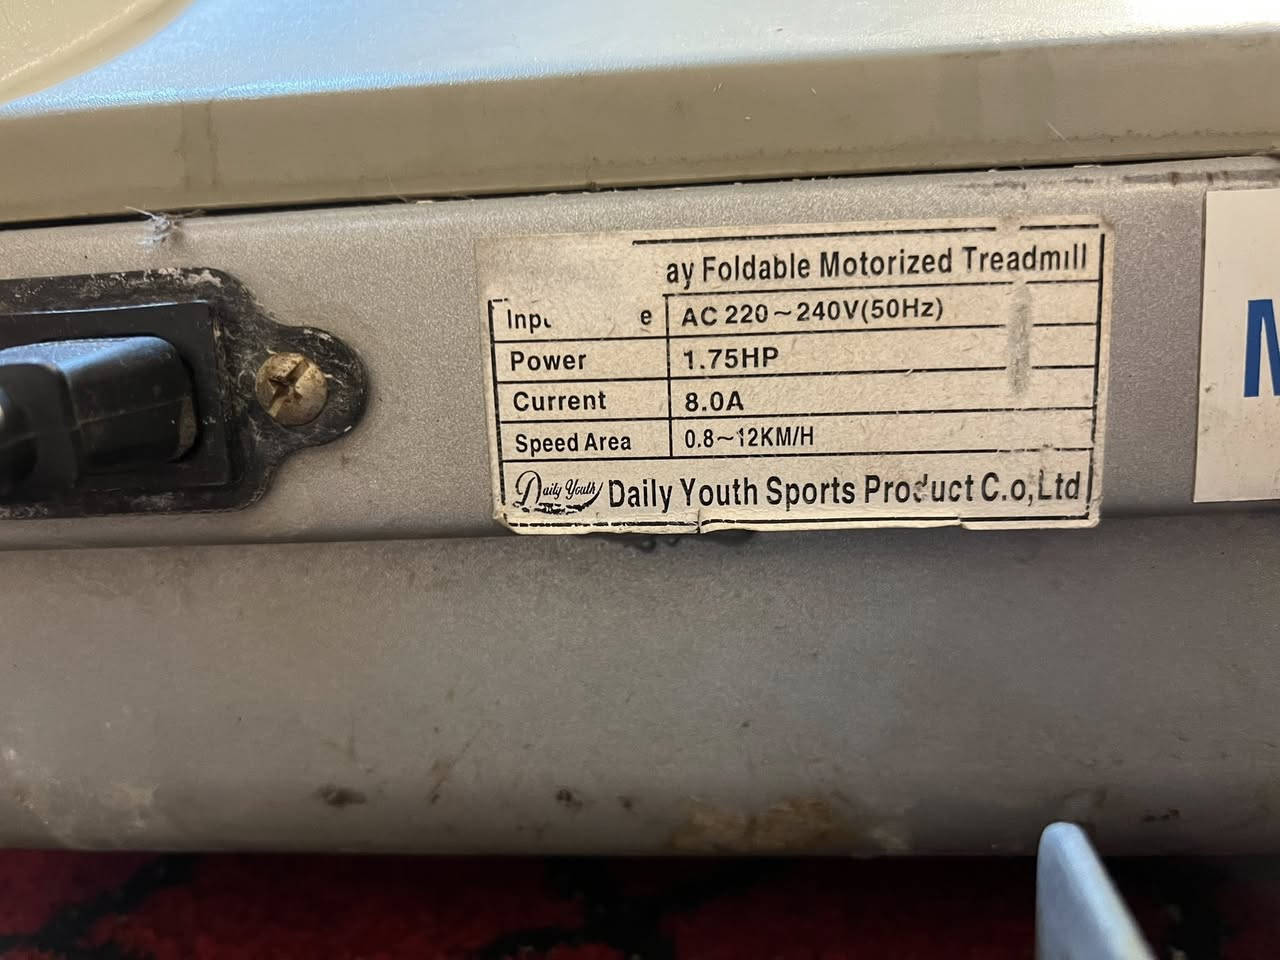 ay Foldable Motorized Treadmill
Inpu e AC 220~240V(50Hz)
Power 1.75HP
Current 8.0A
Speed Area 0.8~12KM/H
Daily Youth Daily Youth Sports Product C.o,Ltd
M